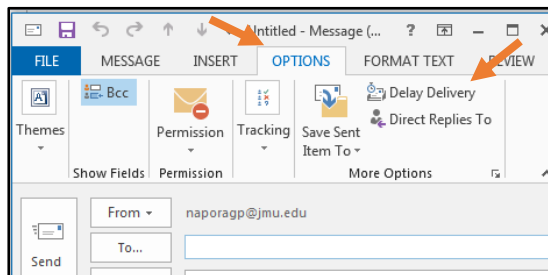 Untitled - Message (... ?
FILE MESSAGE INSERT OPTIONS FORMAT TEXT REVIEW
Themes
Bcc
Show Fields
Permission
Permission
Tracking
Save Sent
Item To
Delay Delivery
Direct Replies To
More Options
From naporagp@jmu.edu
To...
Send